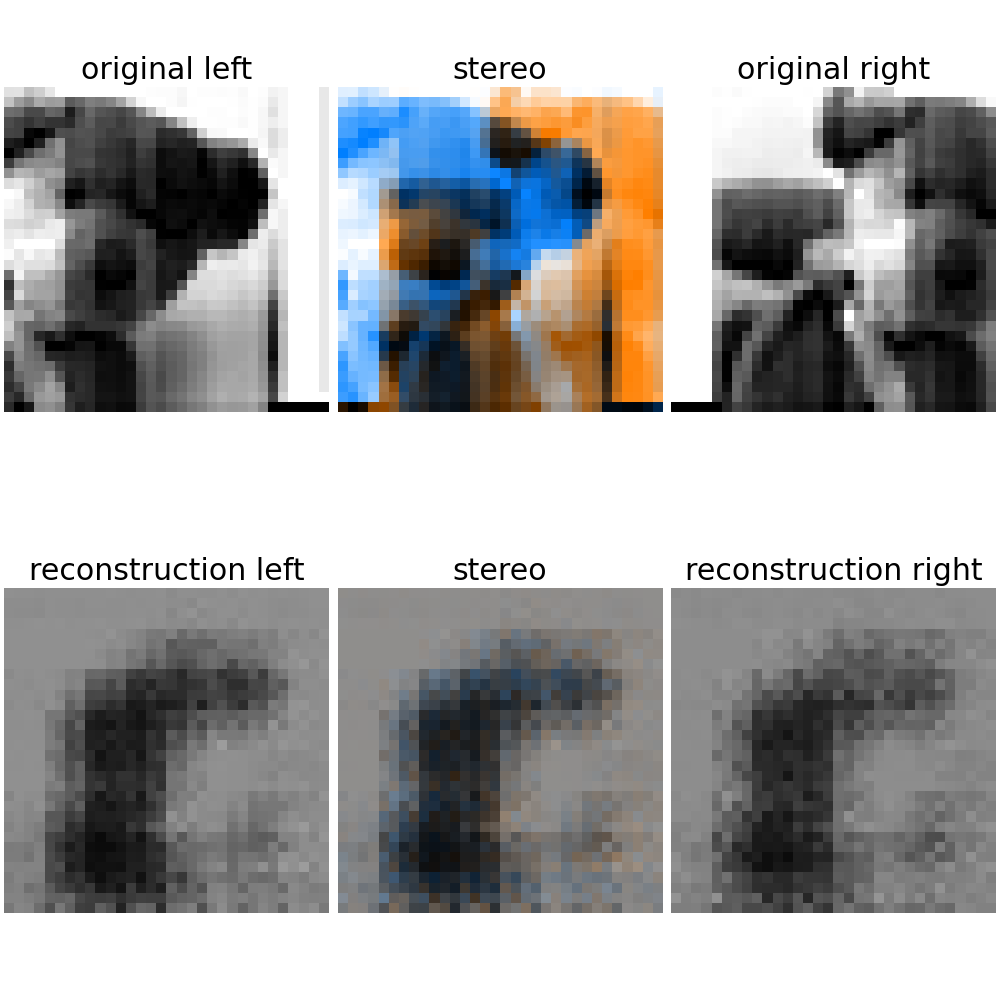 original left
stereo
original right
reconstruction left
stereo
reconstruction right